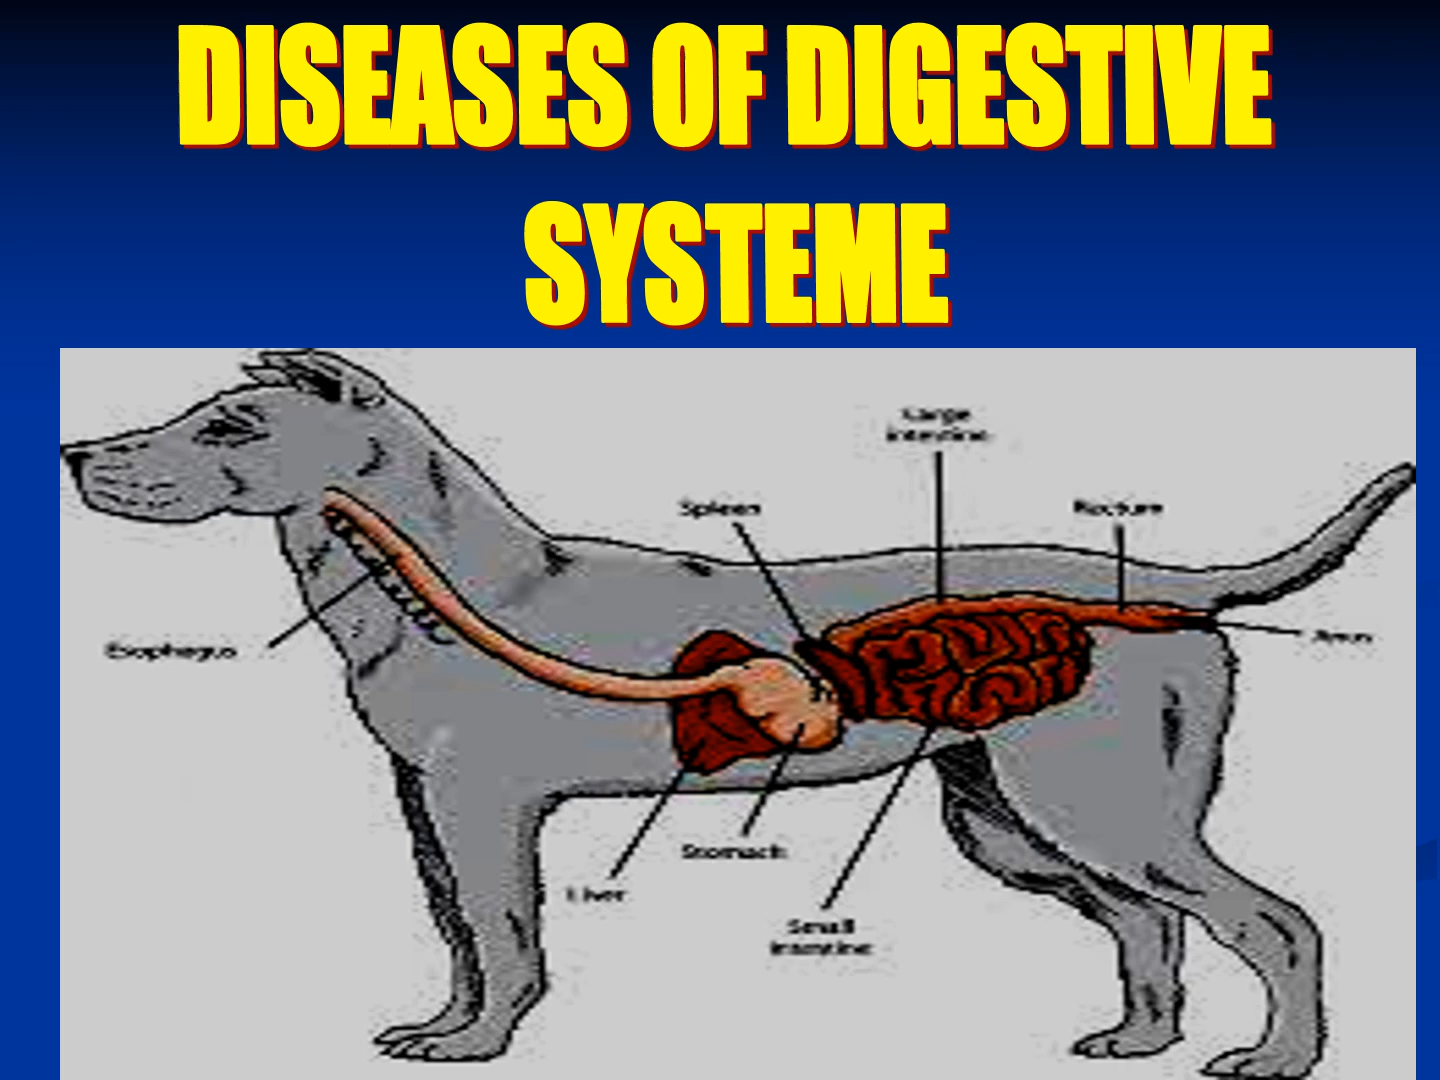 DISEASES OF DIGESTIVE
SYSTEME
Large
intestine
Spleen
Rectum
Esophagus
Anus
Stomach
Liver
Small
intestine